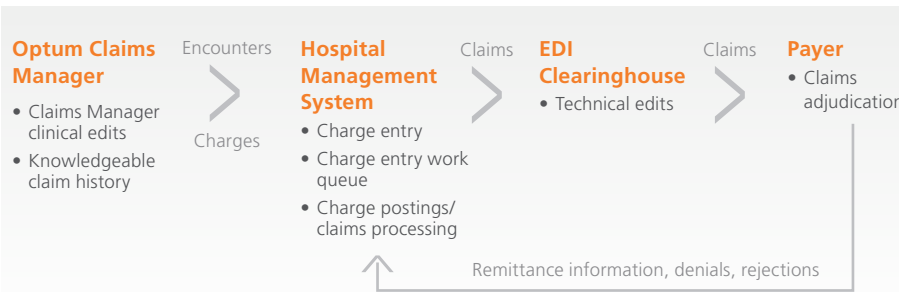 Optum Claims
Manager
• Claims Manager
clinical edits
• Knowledgeable
claim history
Encounters
Charges
Hospital
Management
System
• Charge entry
• Charge entry work
queue
• Charge postings/
claims processing
Claims
EDI
Clearinghouse
• Technical edits
Claims
Payer
• Claims
adjudication
Remittance information, denials, rejections